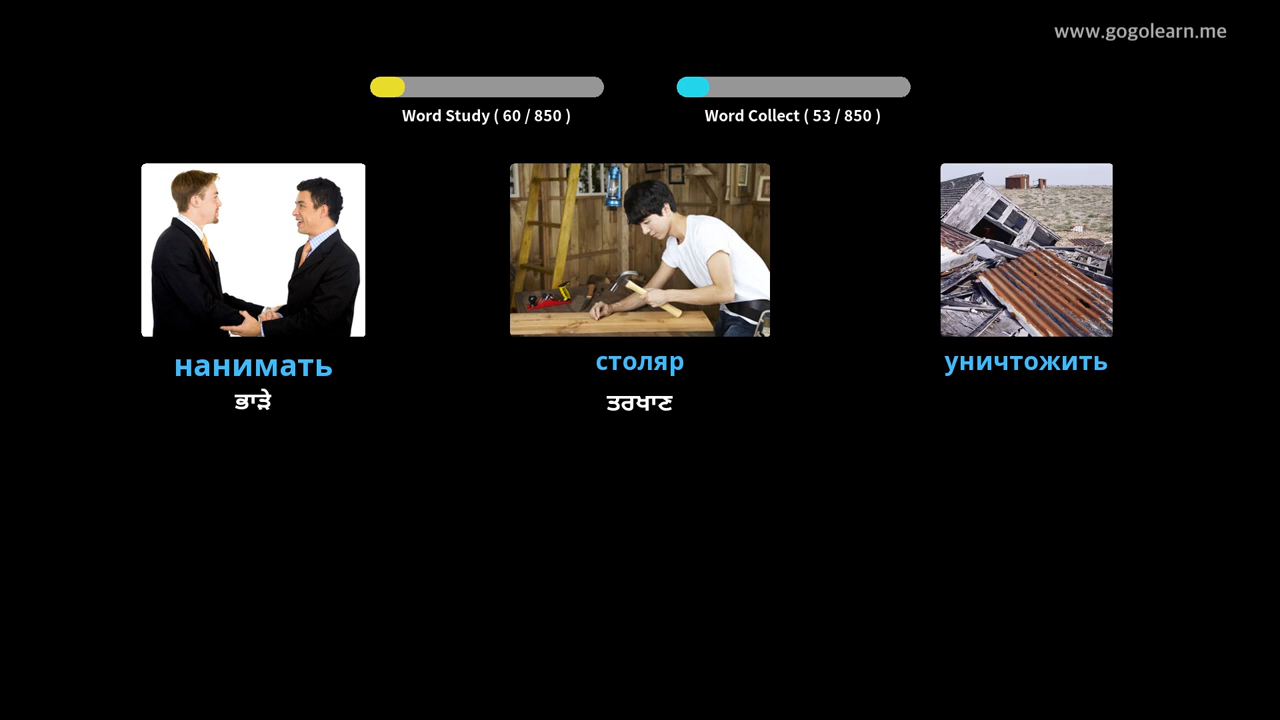 www.gogolearn.me
Word Study ( 60 / 850 )
Word Collect ( 53 / 850 )
нанимать
ਭਾੜੇ
столяр
ਤਰਖਾਣ
уничтожить